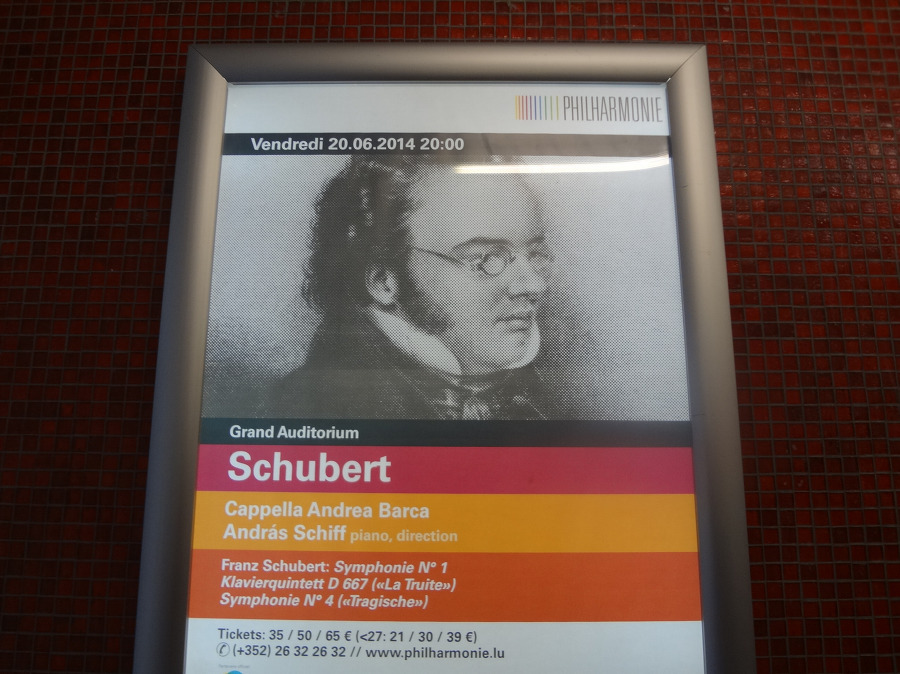 PHILHARMONIE
Vendredi 20.06.2014 20:00
Grand Auditorium
Schubert
Cappella Andrea Barca
András Schiff piano, direction
Franz Schubert: Symphonie N° 1
Klavierquintett D 667 («La Truite»)
Symphonie N° 4 («Tragische»)
Tickets: 35 / 50 / 65 € (<27: 21 / 30 / 39 €)
✆ (+352) 26 32 26 32 // www.philharmonie.lu